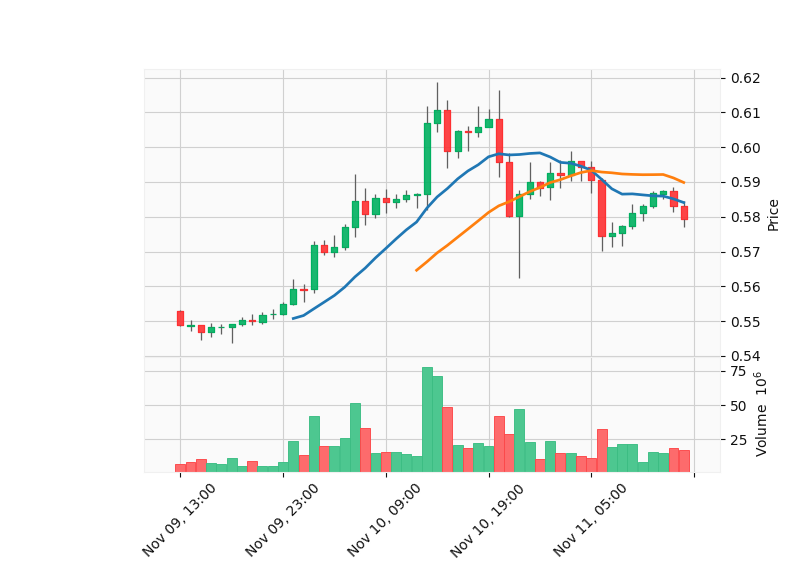 0.62
0.61
0.60
0.59
0.58
0.57
0.56
0.55
0.54
Price
75
50
25
Volume 10⁶
Nov 09, 13:00
Nov 09, 23:00
Nov 10, 09:00
Nov 10, 19:00
Nov 11, 05:00